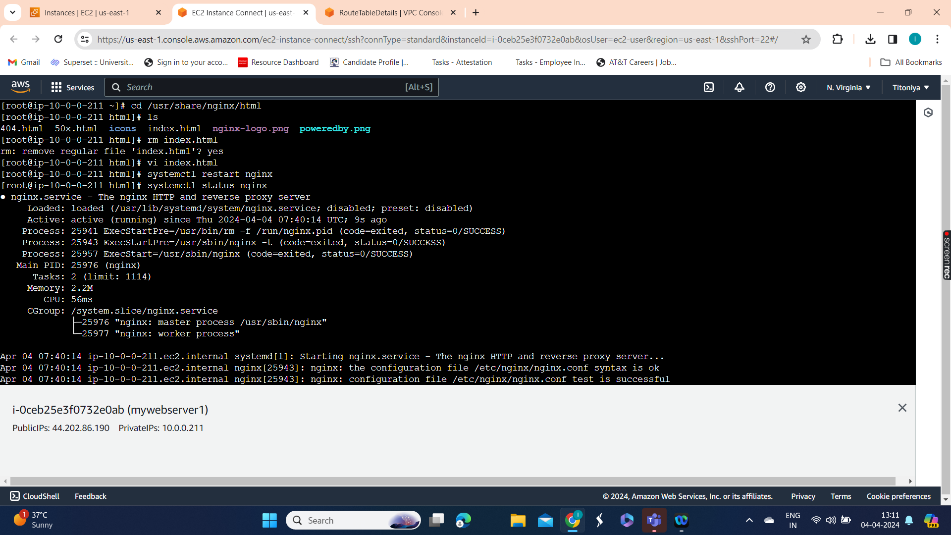 Instances | EC2 | us-east-1
EC2 Instance Connect | us-east
RouteTableDetails | VPC Consol
https://us-east-1.console.aws.amazon.com/ec2-instance-connect/ssh?connType=standard&instanceId=i-0ceb25e3f0732e0ab&osUser=ec2-user&region=us-east-1&sshPort=22#/
Gmail
Superset :: Universit...
Sign in to your acco...
Resource Dashboard
Candidate Profile |...
Tasks - Attestation
Tasks - Employee In...
AT&T Careers | Job...
All Bookmarks
aws
Services
Search
[Alt+S]
N. Virginia
Titoniya
[root@ip-10-0-0-211 ~]# cd /usr/share/nginx/html
[root@ip-10-0-0-211 html]# ls
404.html 50x.html icons index.html nginx-logo.png poweredby.png
[root@ip-10-0-0-211 html]# rm index.html
rm: remove regular file 'index.html'? yes
[root@ip-10-0-0-211 html]# vi index.html
[root@ip-10-0-0-211 html]# systemctl restart nginx
[root@ip-10-0-0-211 html]# systemctl status nginx
● nginx.service - The nginx HTTP and reverse proxy server
Loaded: loaded (/usr/lib/systemd/system/nginx.service; disabled; preset: disabled)
Active: active (running) since Thu 2024-04-04 07:40:14 UTC; 9s ago
Process: 25941 ExecStartPre=/usr/bin/rm -f /run/nginx.pid (code=exited, status=0/SUCCESS)
Process: 25943 ExecStartPre=/usr/sbin/nginx -t (code=exited, status=0/SUCCESS)
Process: 25957 ExecStart=/usr/sbin/nginx (code=exited, status=0/SUCCESS)
Main PID: 25976 (nginx)
Tasks: 2 (limit: 1114)
Memory: 2.2M
CPU: 56ms
CGroup: /system.slice/nginx.service
├─25976 "nginx: master process /usr/sbin/nginx"
└─25977 "nginx: worker process"
Apr 04 07:40:14 ip-10-0-0-211.ec2.internal systemd[1]: Starting nginx.service - The nginx HTTP and reverse proxy server...
Apr 04 07:40:14 ip-10-0-0-211.ec2.internal nginx[25943]: nginx: the configuration file /etc/nginx/nginx.conf syntax is ok
Apr 04 07:40:14 ip-10-0-0-211.ec2.internal nginx[25943]: nginx: configuration file /etc/nginx/nginx.conf test is successful
screen rec
i-0ceb25e3f0732e0ab (mywebserver1)
PublicIPs: 44.202.86.190 PrivateIPs: 10.0.0.211
CloudShell
Feedback
© 2024, Amazon Web Services, Inc. or its affiliates.
Privacy
Terms
Cookie preferences
1
37°C
Sunny
Search
ENG
IN
13:11
04-04-2024